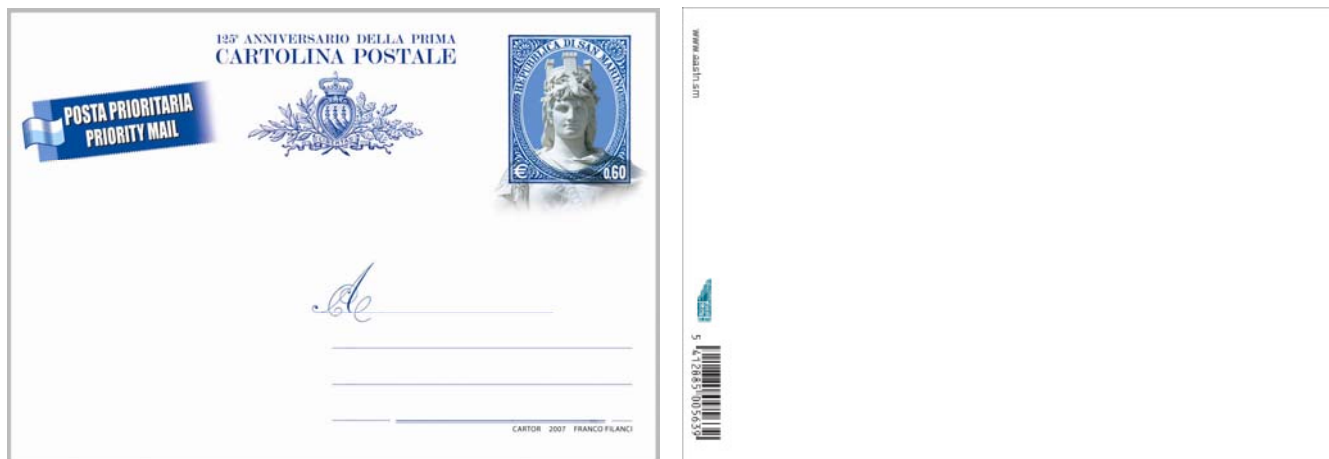 125º ANNIVERSARIO DELLA PRIMA
CARTOLINA POSTALE
POSTA PRIORITARIA
PRIORITY MAIL
REPUBBLICA DI SAN MARINO
€ 0.60
A
CARTOR 2007 FRANCO FILANCI
www.aasfn.sm
5 412885 005639